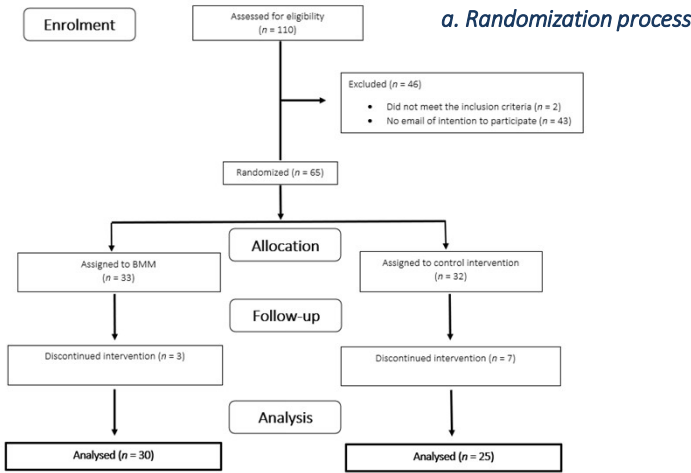 a. Randomization process
Enrolment
Assessed for eligibility
(n = 110)
Excluded (n = 46)
• Did not meet the inclusion criteria (n = 2)
• No email of intention to participate (n = 43)
Randomized (n = 65)
Allocation
Assigned to BMM
(n = 33)
Assigned to control intervention
(n = 32)
Follow-up
Discontinued intervention (n = 3)
Discontinued intervention (n = 7)
Analysis
Analysed (n = 30)
Analysed (n = 25)